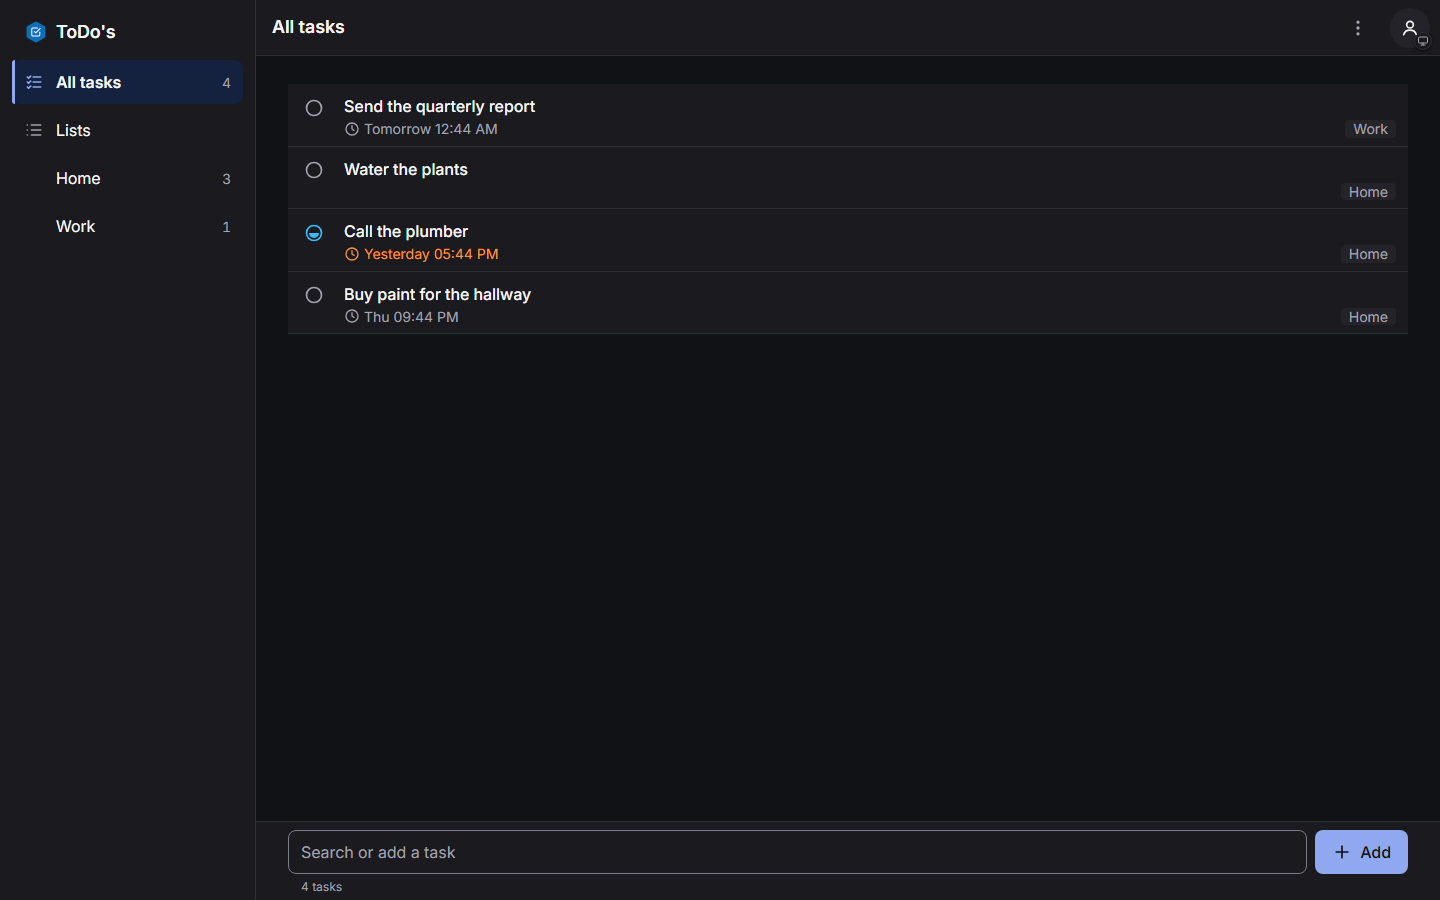 ToDo's
All tasks 4
Lists
Home 3
Work 1
All tasks
Send the quarterly report
Tomorrow 12:44 AM
Work
Water the plants
Home
Call the plumber
Yesterday 05:44 PM
Home
Buy paint for the hallway
Thu 09:44 PM
Home
Search or add a task
Add
4 tasks